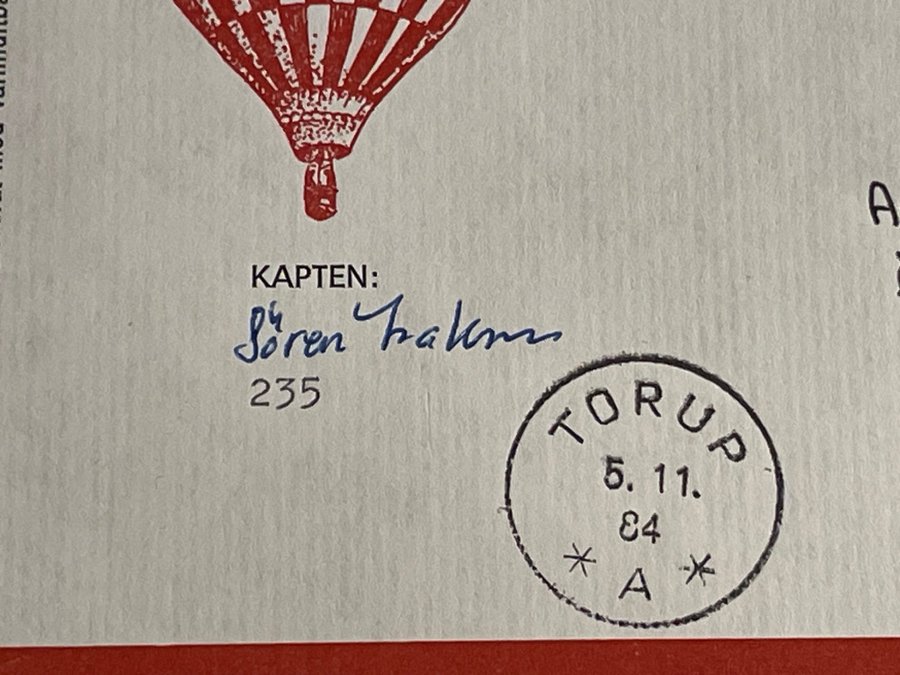 KAPTEN:
Sören
235
TORUP
5. 11.
84
* A *
A